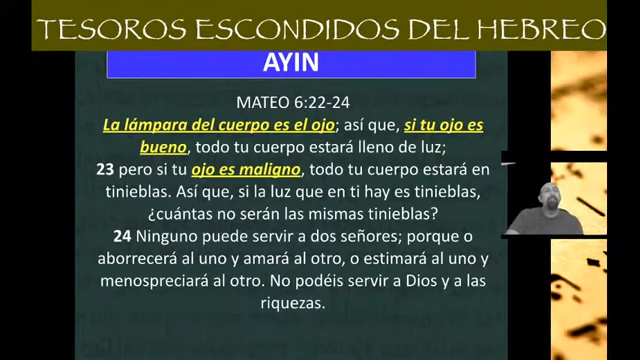 TESOROS ESCONDIDOS DEL HEBREO
AYIN
MATEO 6:22-24
La lámpara del cuerpo es el ojo; así que, si tu ojo es
bueno, todo tu cuerpo estará lleno de luz;
23 pero si tu ojo es maligno, todo tu cuerpo estará en
tinieblas. Así que, si la luz que en ti hay es tinieblas,
¿cuántas no serán las mismas tinieblas?
24 Ninguno puede servir a dos señores; porque o
aborrecerá al uno y amará al otro, o estimará al uno y
menospreciará al otro. No podéis servir a Dios y a las
riquezas.